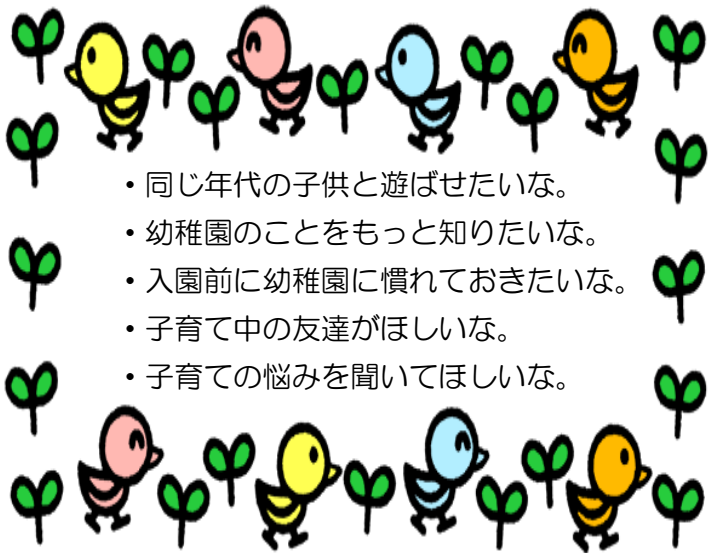 ・同じ年代の子供と遊ばせたいな。
・幼稚園のことをもっと知りたいな。
・入園前に幼稚園に慣れておきたいな。
・子育て中の友達がほしいな。
・子育ての悩みを聞いてほしいな。